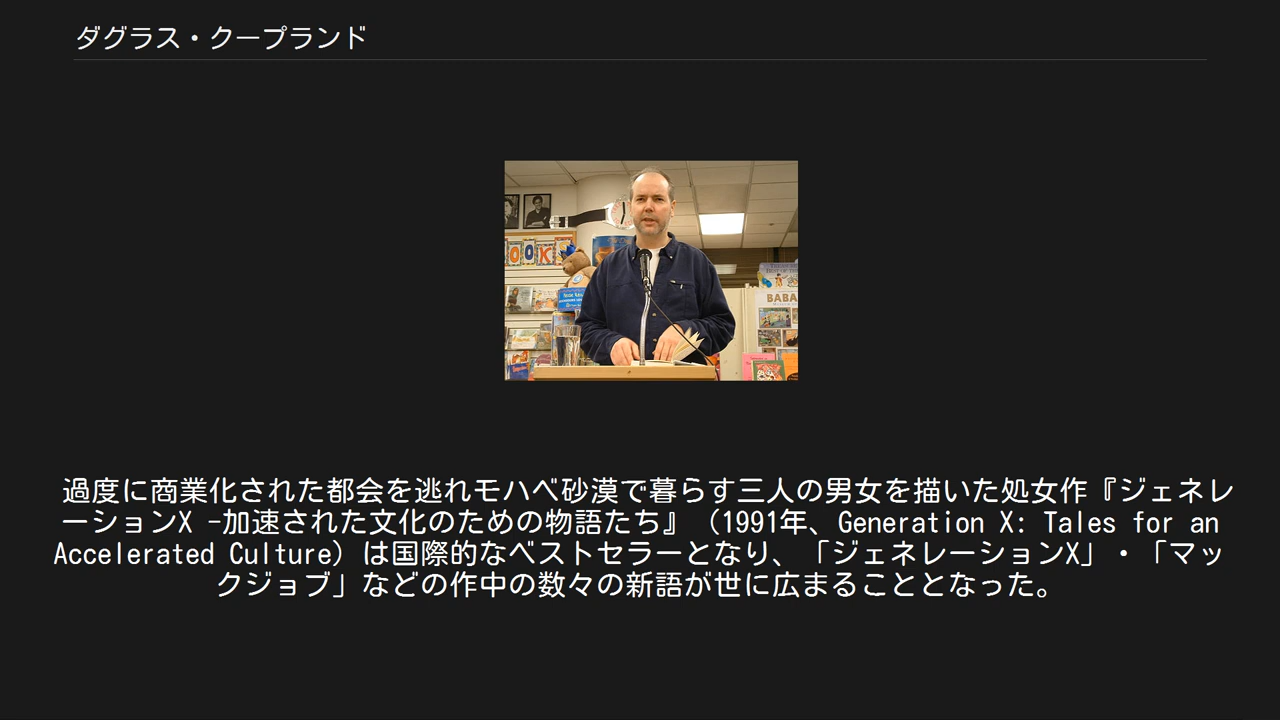 ダグラス・クープランド
OOK
BABA
過度に商業化された都会を逃れモハベ砂漠で暮らす三人の男女を描いた処女作『ジェネレ
ーションX -加速された文化のための物語たち』（1991年、Generation X: Tales for an
Accelerated Culture）は国際的なベストセラーとなり、「ジェネレーションX」・「マッ
クジョブ」などの作中の数々の新語が世に広まることとなった。